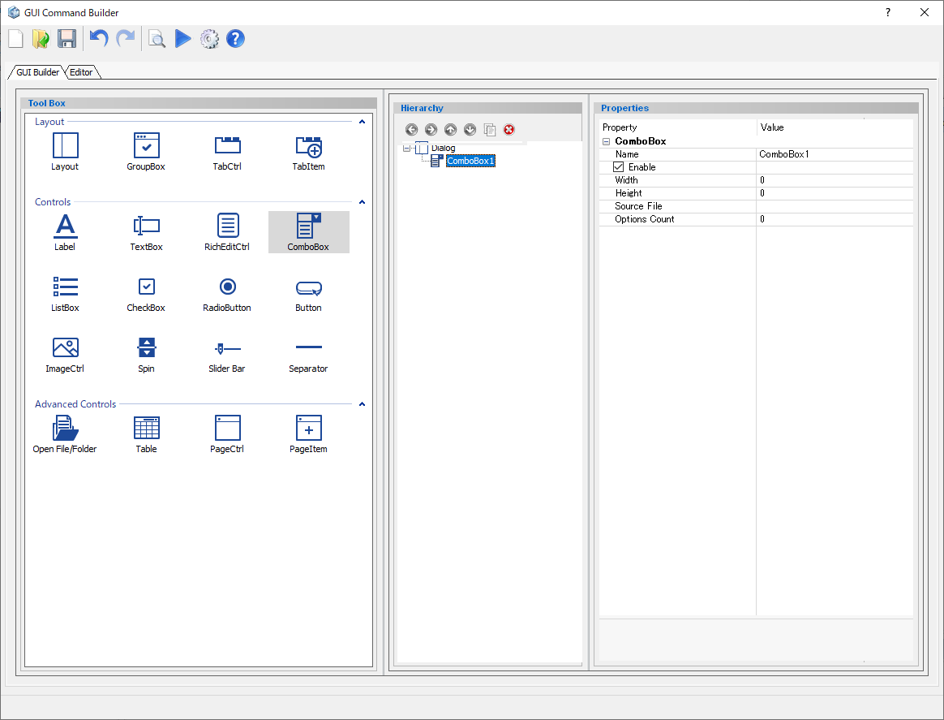 GUI Command Builder
?
GUI Builder
Editor
Tool Box
Layout
Layout
GroupBox
TabCtrl
TabItem
Controls
Label
TextBox
RichEditCtrl
ComboBox
ListBox
CheckBox
RadioButton
Button
ImageCtrl
Spin
Slider Bar
Separator
Advanced Controls
Open File/Folder
Table
PageCtrl
PageItem
Hierarchy
Dialog
ComboBox1
Properties
Property Value
ComboBox
Name ComboBox1
Enable
Width 0
Height 0
Source File
Options Count 0